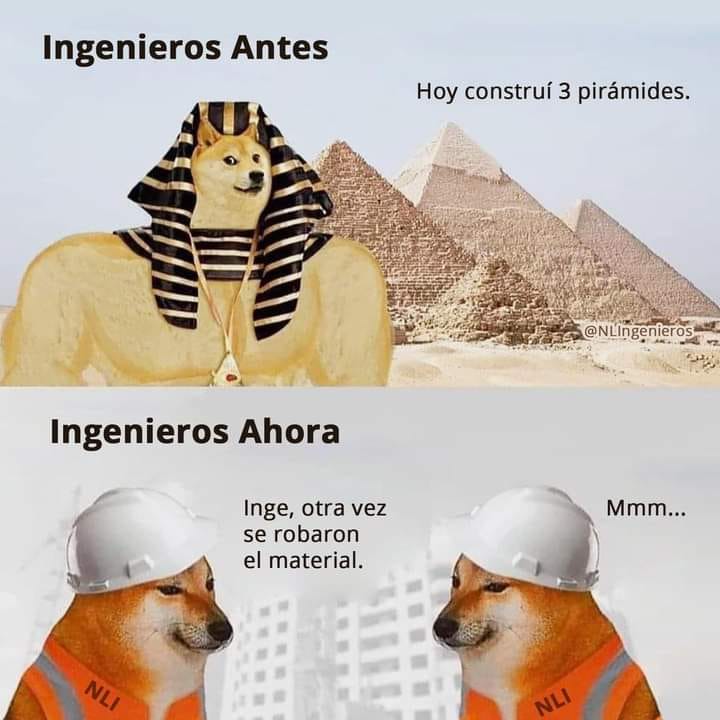 Ingenieros Antes
Hoy construí 3 pirámides.
@NLIngenieros
Ingenieros Ahora
Inge, otra vez
se robaron
el material.
Mmm...
NLI
NLI